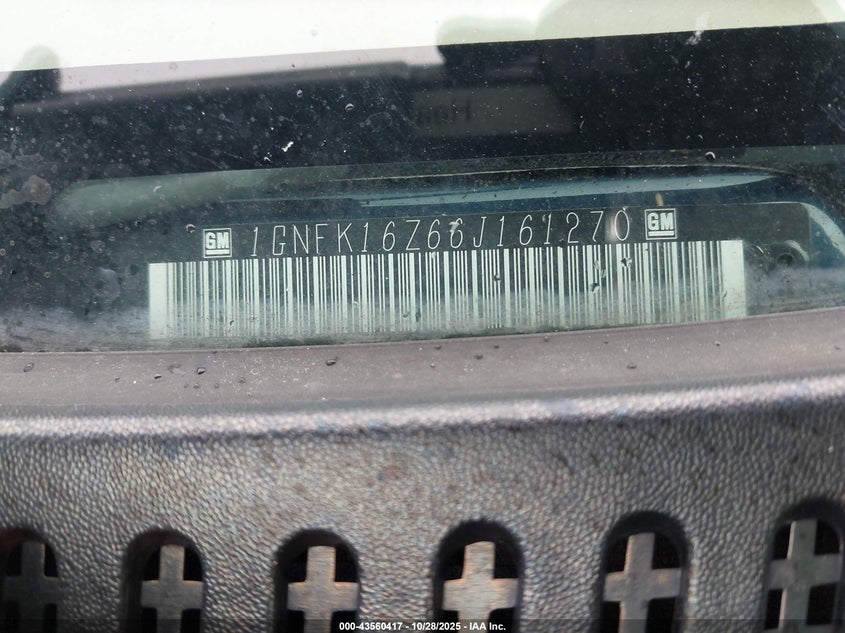 GM 1GNFK16Z66J161270 GM
000-43560417 - 10/28/2025 - IAA Inc.